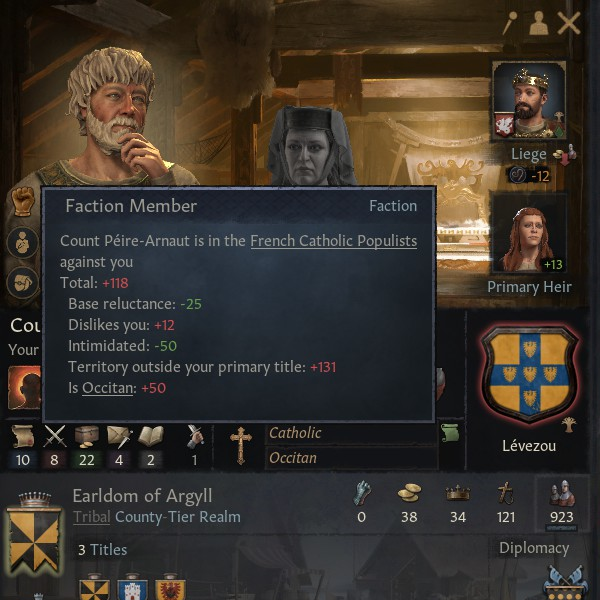 Liege
-12
Faction Member
Faction
Count Péire-Arnaut is in the French Catholic Populists
against you
Total: +118
Base reluctance: -25
Dislikes you: +12
Intimidated: -50
Territory outside your primary title: +131
Is Occitan: +50
+13
Primary Heir
Cou
Your
Lévezou
10 8 22 4 2 1
Catholic
Occitan
Earldom of Argyll
Tribal County-Tier Realm
0 38 34 121 923
3 Titles
Diplomacy